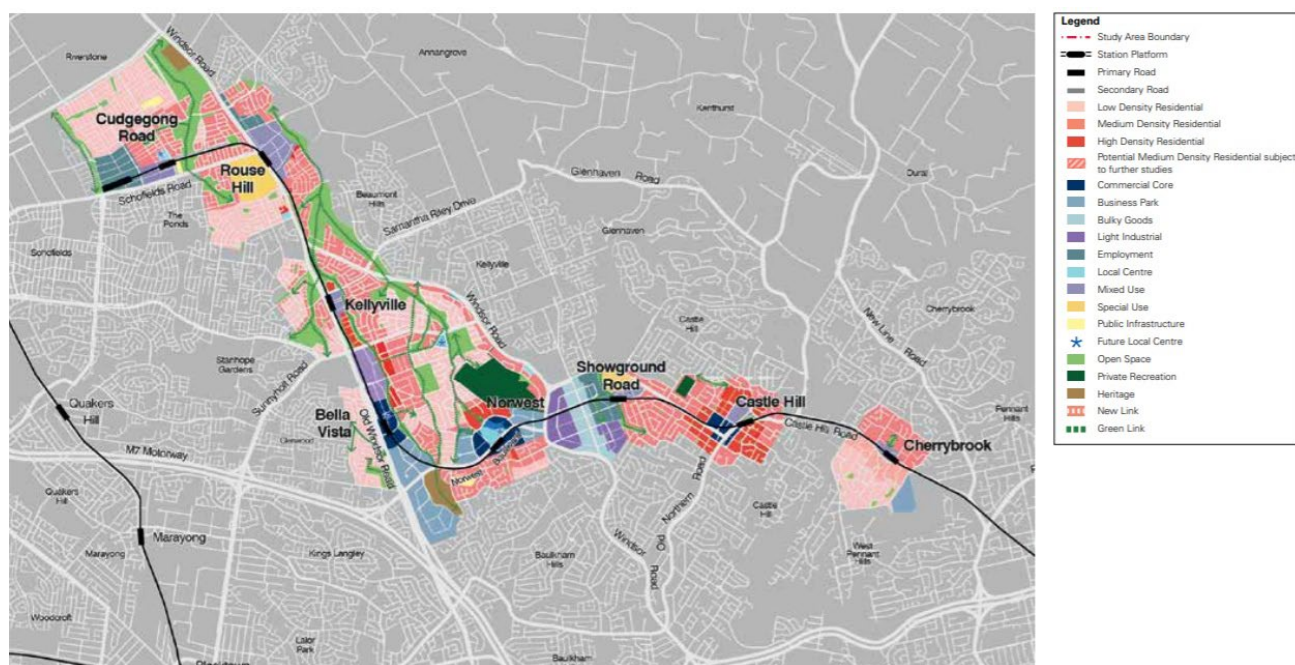 Riverstone
Windsor Road
Annangrove
Kenthurst
Cudgegong
Road
Rouse
Hill
Schofields Road
The
Ponds
Beaumont
Hills
Samantha Riley Drive
Glenhaven Road
Dural
Schofields
Glenhaven
Kellyville
Kellyville
Windsor Road
Castle
Hill
New Line Road
Cherrybrook
Stanhope
Gardens
Sunnyholt Road
Showground
Road
Quakers
Hill
Norwest
Castle Hill
Pennant
Hills
Bella
Vista
Old Windsor Road
Glenwood
Castle Hill Road
Cherrybrook
M7 Motorway
Norwest
Quakers
Hill
Old Northern Road
Castle
Hill
Marayong
Marayong
Kings Langley
Baulkham
Hills
Windsor Road
West
Pennant
Hills
Woodcroft
Lalor
Park
Baulkham
Legend
Study Area Boundary
Station Platform
Primary Road
Secondary Road
Low Density Residential
Medium Density Residential
High Density Residential
Potential Medium Density Residential subject
to further studies
Commercial Core
Business Park
Bulky Goods
Light Industrial
Employment
Local Centre
Mixed Use
Special Use
Public Infrastructure
Future Local Centre
Open Space
Private Recreation
Heritage
New Link
Green Link